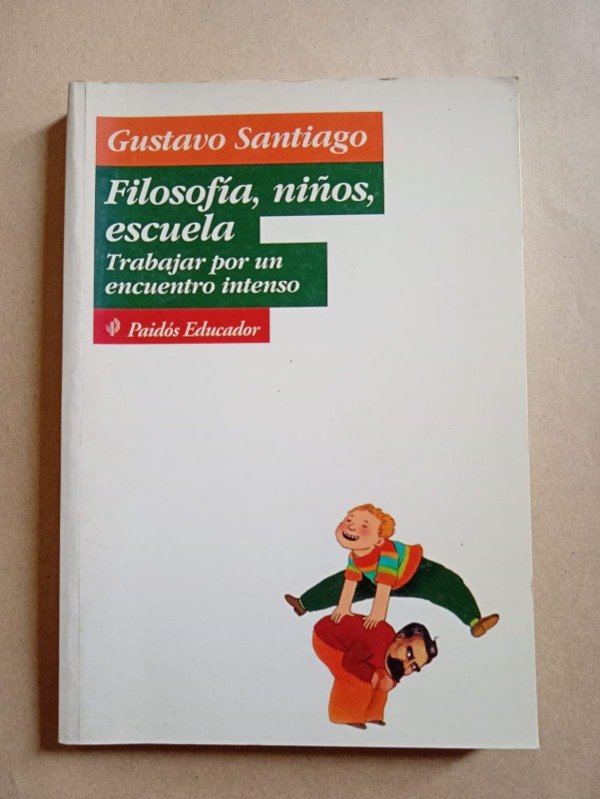 Gustavo Santiago
Filosofía, niños,
escuela
Trabajar por un
encuentro intenso
Paidós Educador